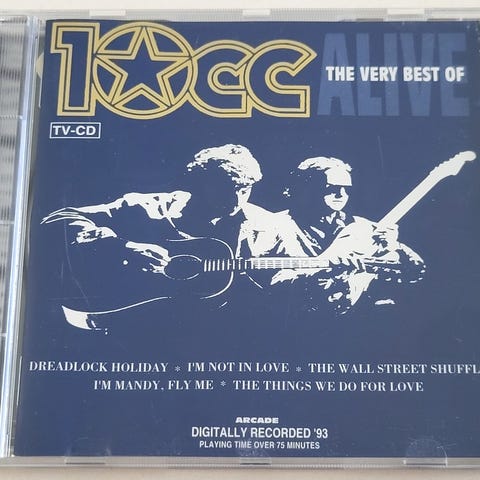 10cc
ALIVE
THE VERY BEST OF
TV-CD
DREADLOCK HOLIDAY * I'M NOT IN LOVE * THE WALL STREET SHUFFL
I'M MANDY, FLY ME * THE THINGS WE DO FOR LOVE
ARCADE
DIGITALLY RECORDED '93
PLAYING TIME OVER 75 MINUTES